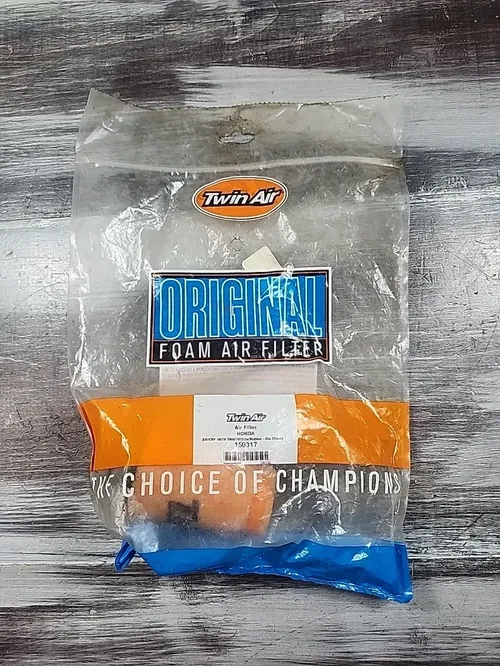 Twin Air
ORIGINAL
FOAM AIR FILTER
Twin Air
Air Filter
HONDA
150317
THE CHOICE OF CHAMPIONS